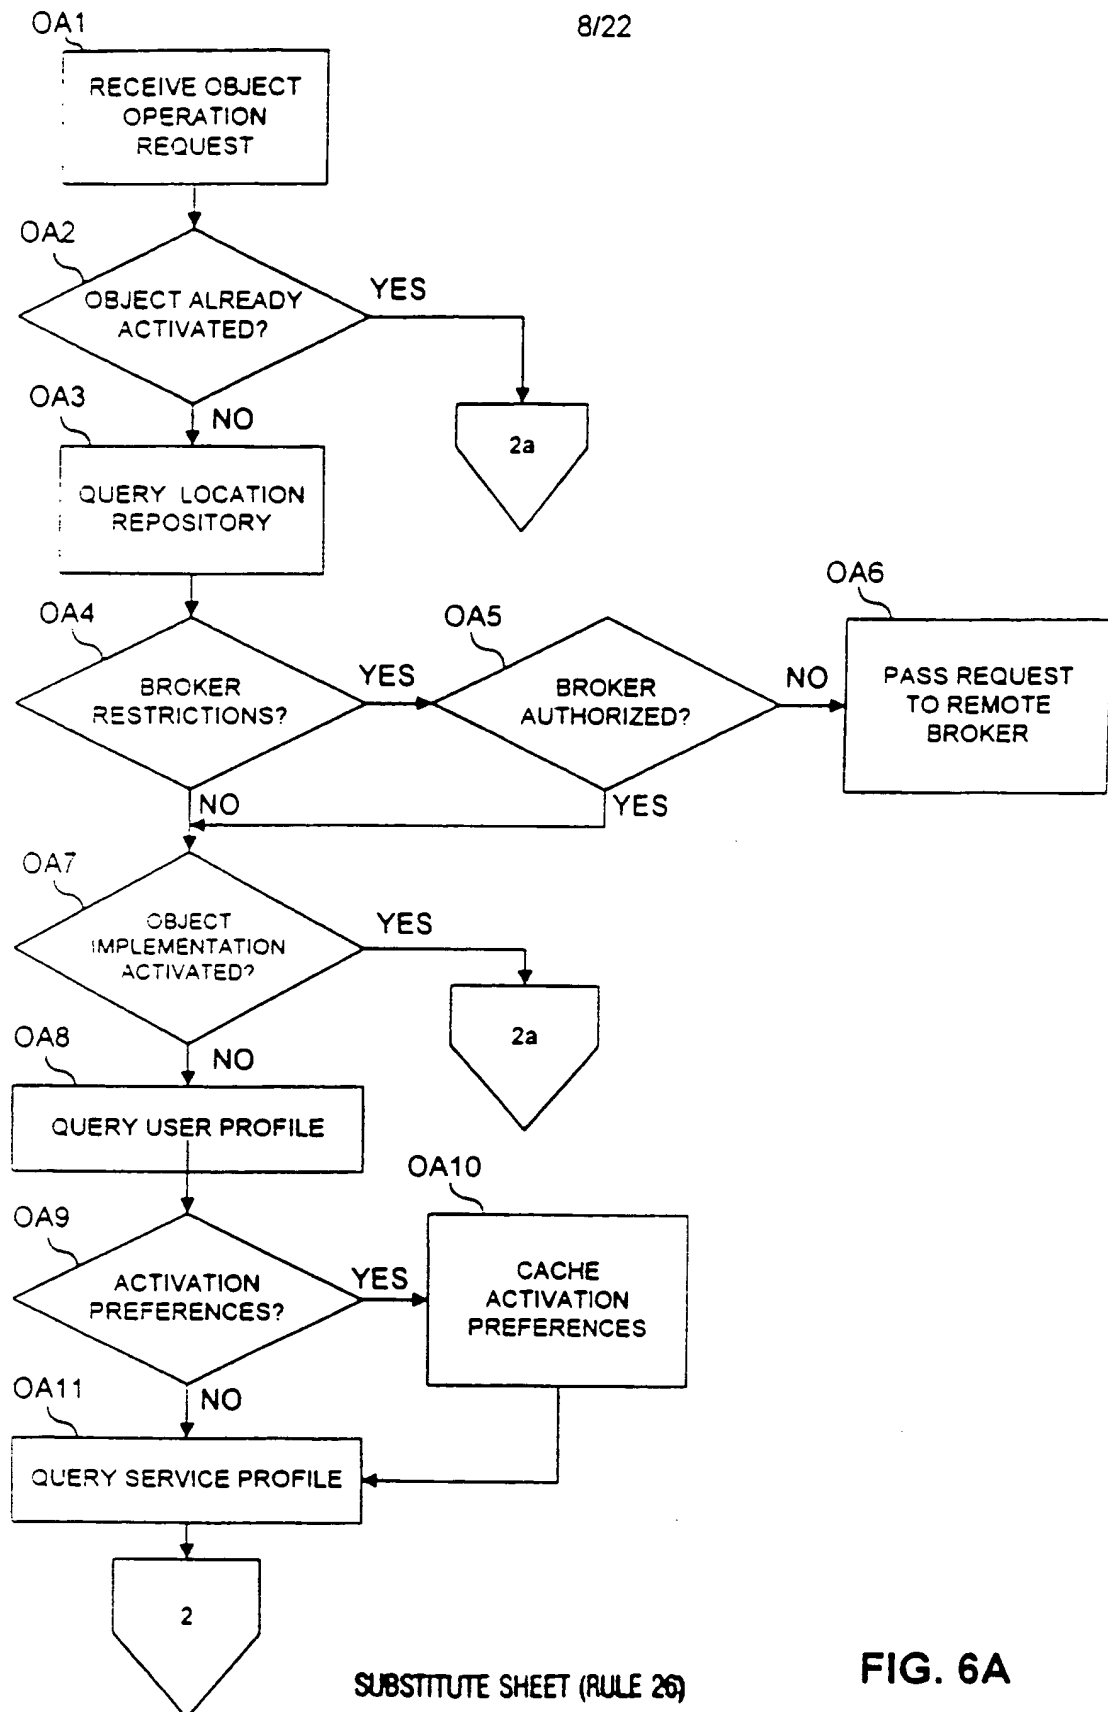 OA1
8/22
RECEIVE OBJECT
OPERATION
REQUEST
OA2
YES
OBJECT ALREADY
ACTIVATED?
OA3
NO
2a
QUERY LOCATION
REPOSITORY
OA6
OA4
OA5
YES
NO
BROKER
RESTRICTIONS?
BROKER
AUTHORIZED?
PASS REQUEST
TO REMOTE
BROKER
NO
YES
OA7
YES
OBJECT
IMPLEMENTATION
ACTIVATED?
2a
OA8
NO
QUERY USER PROFILE
OA10
OA9
YES
ACTIVATION
PREFERENCES?
CACHE
ACTIVATION
PREFERENCES
OA11
NO
QUERY SERVICE PROFILE
2
SUBSTITUTE SHEET (RULE 26)
FIG. 6A